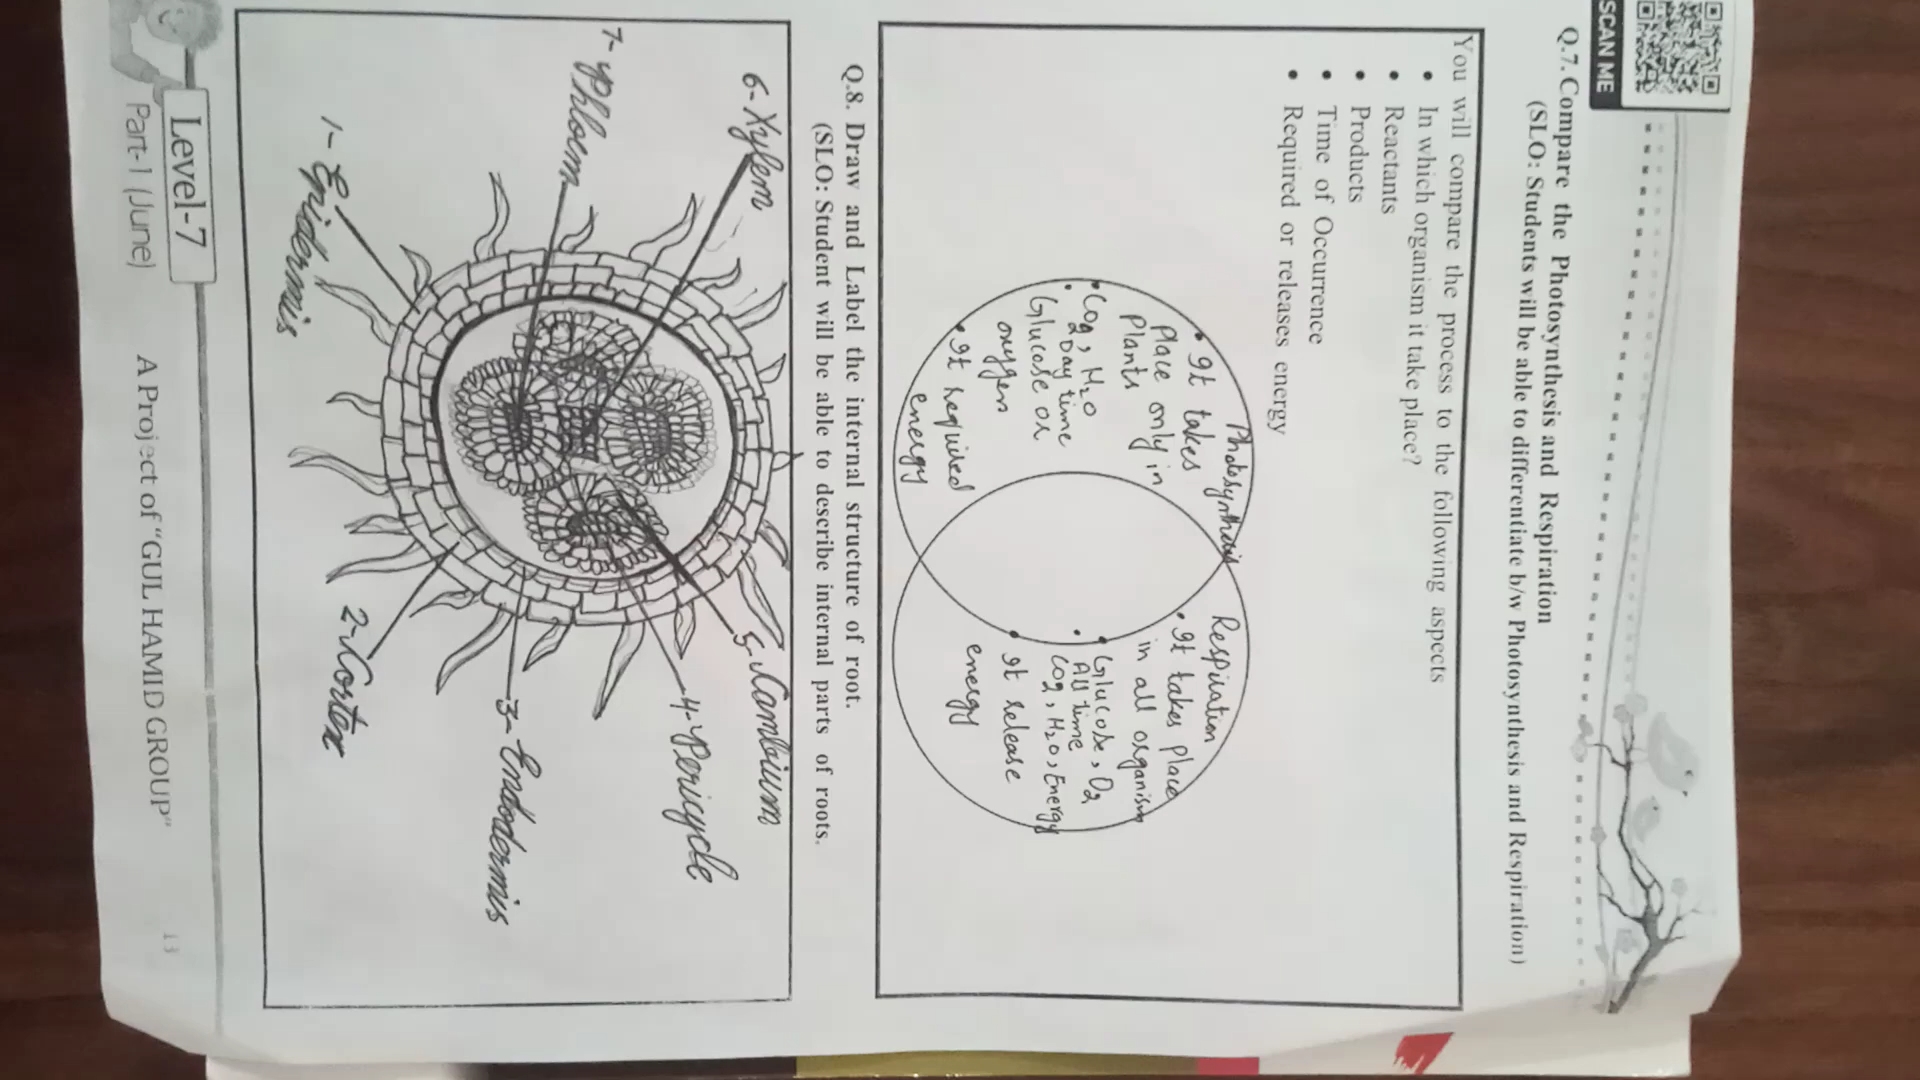 SCAN ME
Q.7. Compare the Photosynthesis and Respiration
(SLO: Students will be able to differentiate b/w Photosynthesis and Respiration)
You will compare the process to the following aspects
• In which organism it take place?
• Reactants
• Products
• Time of Occurrence
• Required or releases energy
Photosynthesis
• It takes
place only in
plants
• CO2, H2O
• Day time
Glucose or
oxygen
• It required
energy
Respiration
• It takes place
in all organism
• Glucose, O2
• All time
CO2, H2O, Energy
• It release
energy
Q.8. Draw and Label the internal structure of root.
(SLO: Student will be able to describe internal parts of roots.
6-Xylem
7-Phloem
1-Epidermis
5-Cambium
4-Pericycle
3-Endodermis
2-Cortex
Level-7
Part-1 (June)
A Project of "GUL HAMID GROUP"
13